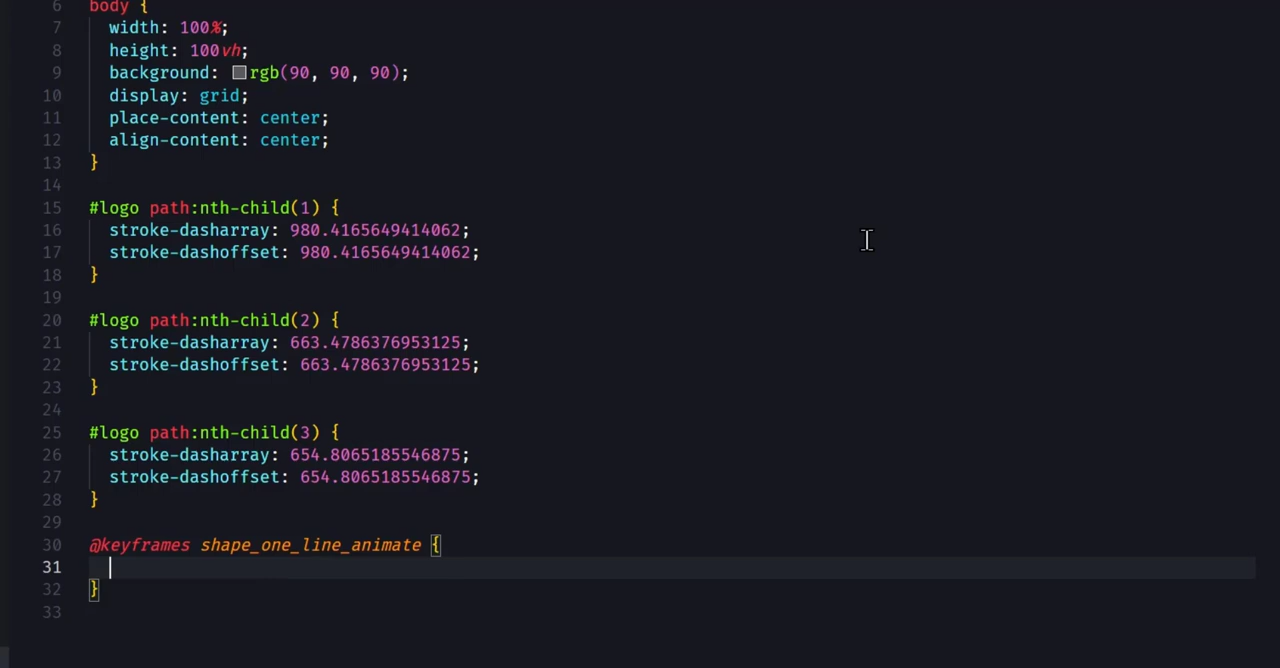 6 body {
7 width: 100%;
8 height: 100vh;
9 background: rgb(90, 90, 90);
10 display: grid;
11 place-content: center;
12 align-content: center;
13 }
14
15 #logo path:nth-child(1) {
16 stroke-dasharray: 980.4165649414062;
17 stroke-dashoffset: 980.4165649414062;
18 }
19
20 #logo path:nth-child(2) {
21 stroke-dasharray: 663.4786376953125;
22 stroke-dashoffset: 663.4786376953125;
23 }
24
25 #logo path:nth-child(3) {
26 stroke-dasharray: 654.8065185546875;
27 stroke-dashoffset: 654.8065185546875;
28 }
29
30 @keyframes shape_one_line_animate {
31
32 }
33